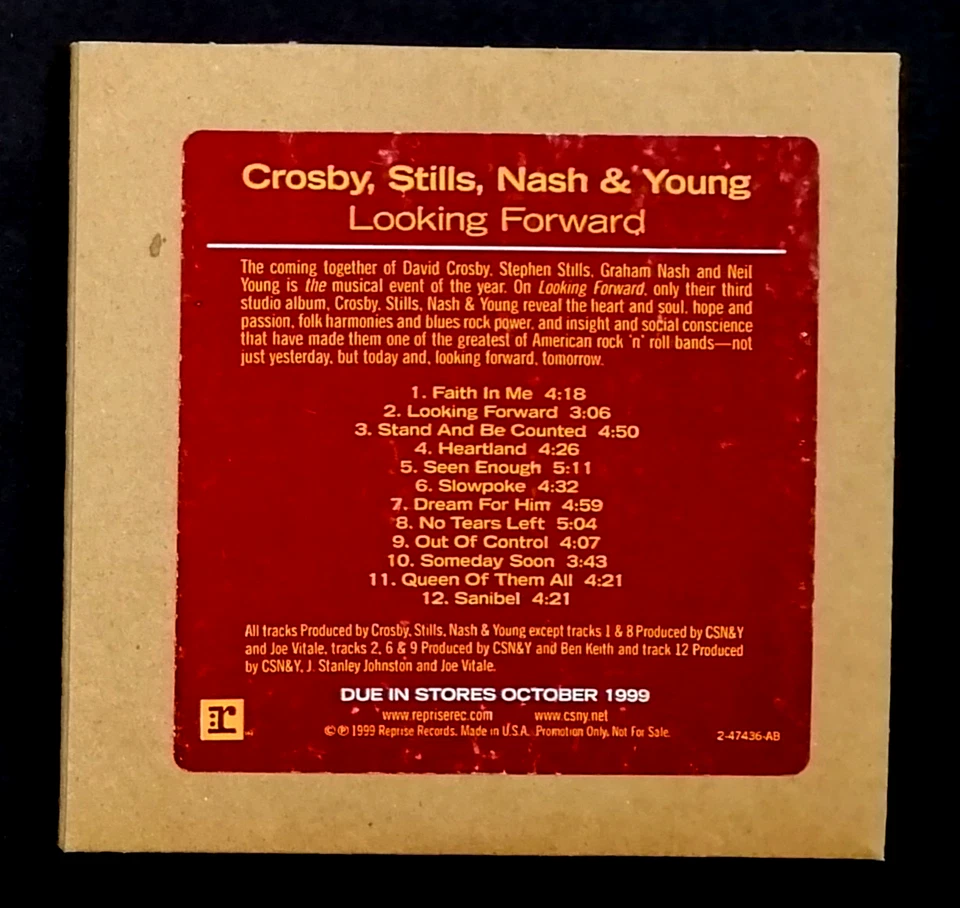 Crosby, Stills, Nash & Young
Looking Forward
The coming together of David Crosby, Stephen Stills, Graham Nash and Neil
Young is the musical event of the year. On Looking Forward, only their third
studio album, Crosby, Stills, Nash & Young reveal the heart and soul, hope and
passion, folk harmonies and blues rock power, and insight and social conscience
that have made them one of the greatest of American rock 'n' roll bands—not
just yesterday, but today and, looking forward, tomorrow.
1. Faith In Me 4:18
2. Looking Forward 3:06
3. Stand And Be Counted 4:50
4. Heartland 4:26
5. Seen Enough 5:11
6. Slowpoke 4:32
7. Dream For Him 4:59
8. No Tears Left 5:04
9. Out Of Control 4:07
10. Someday Soon 3:43
11. Queen Of Them All 4:21
12. Sanibel 4:21
All tracks Produced by Crosby, Stills, Nash & Young except tracks 1 & 8 Produced by CSN&Y
and Joe Vitale, tracks 2, 6 & 9 Produced by CSN&Y and Ben Keith and track 12 Produced
by CSN&Y, J. Stanley Johnston and Joe Vitale.
DUE IN STORES OCTOBER 1999
www.repriserec.com www.csny.net
© ℗ 1999 Reprise Records. Made in U.S.A. Promotion Only, Not For Sale.
2-47436-AB
r